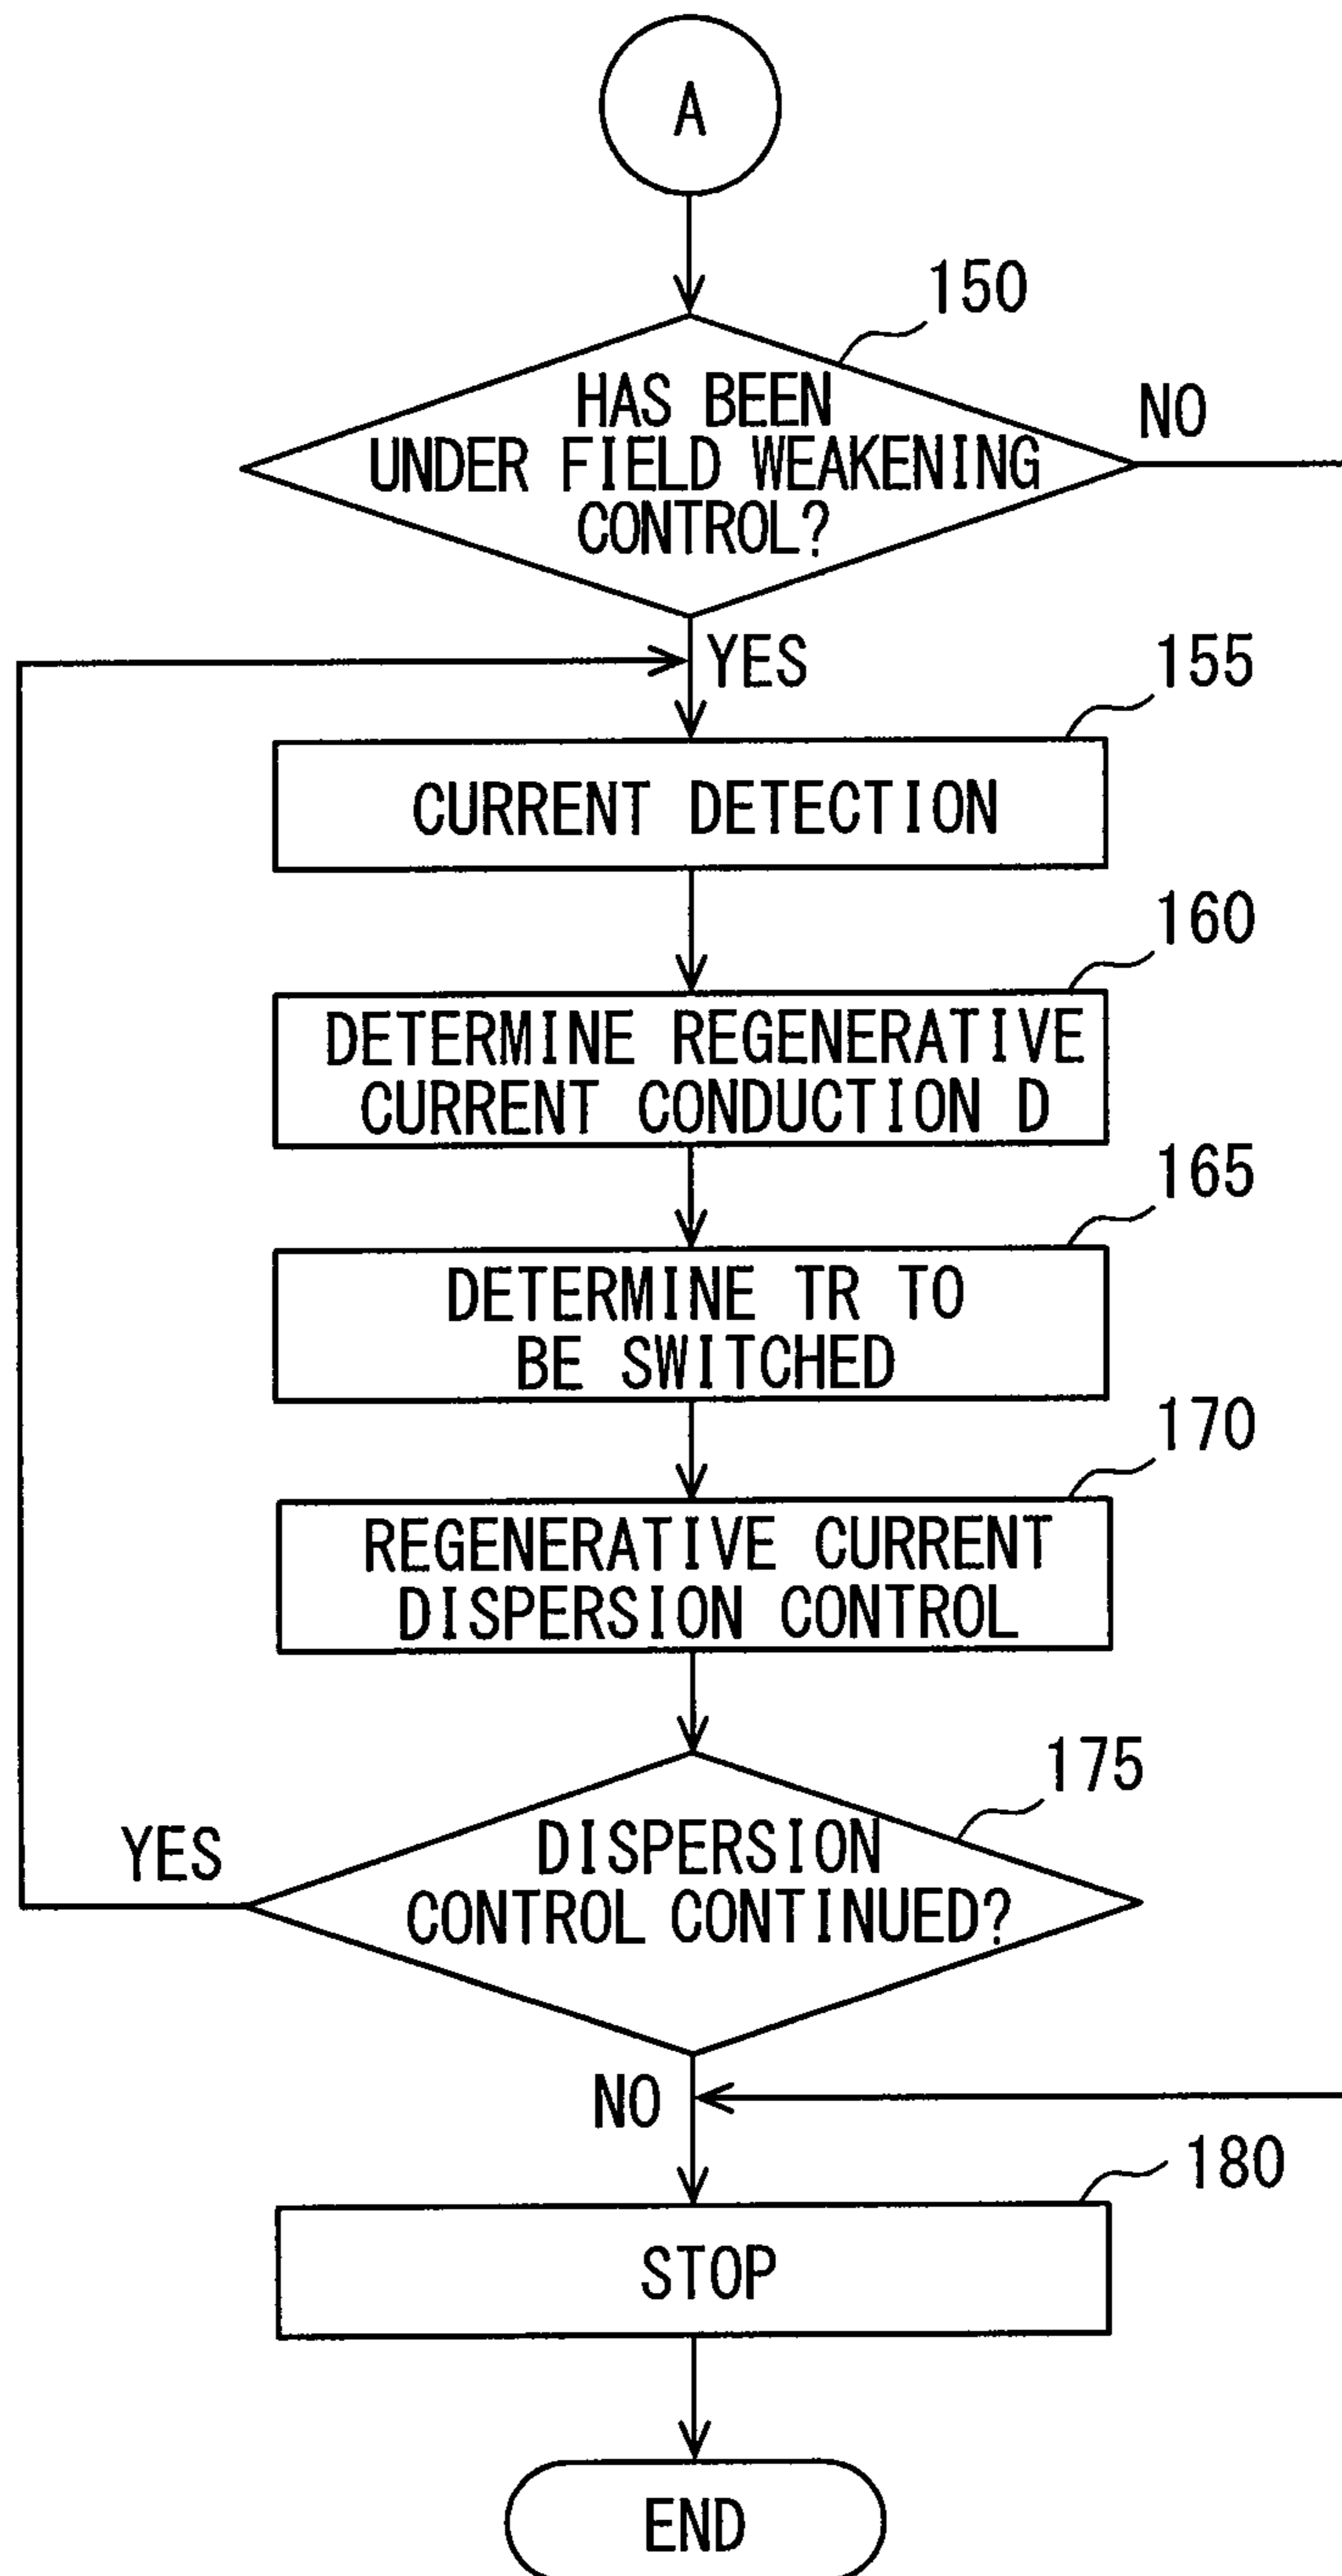 A
150
HAS BEEN
UNDER FIELD WEAKENING
CONTROL?
NO
YES
155
CURRENT DETECTION
160
DETERMINE REGENERATIVE
CURRENT CONDUCTION D
165
DETERMINE TR TO
BE SWITCHED
170
REGENERATIVE CURRENT
DISPERSION CONTROL
175
YES
DISPERSION
CONTROL CONTINUED?
NO
180
STOP
END